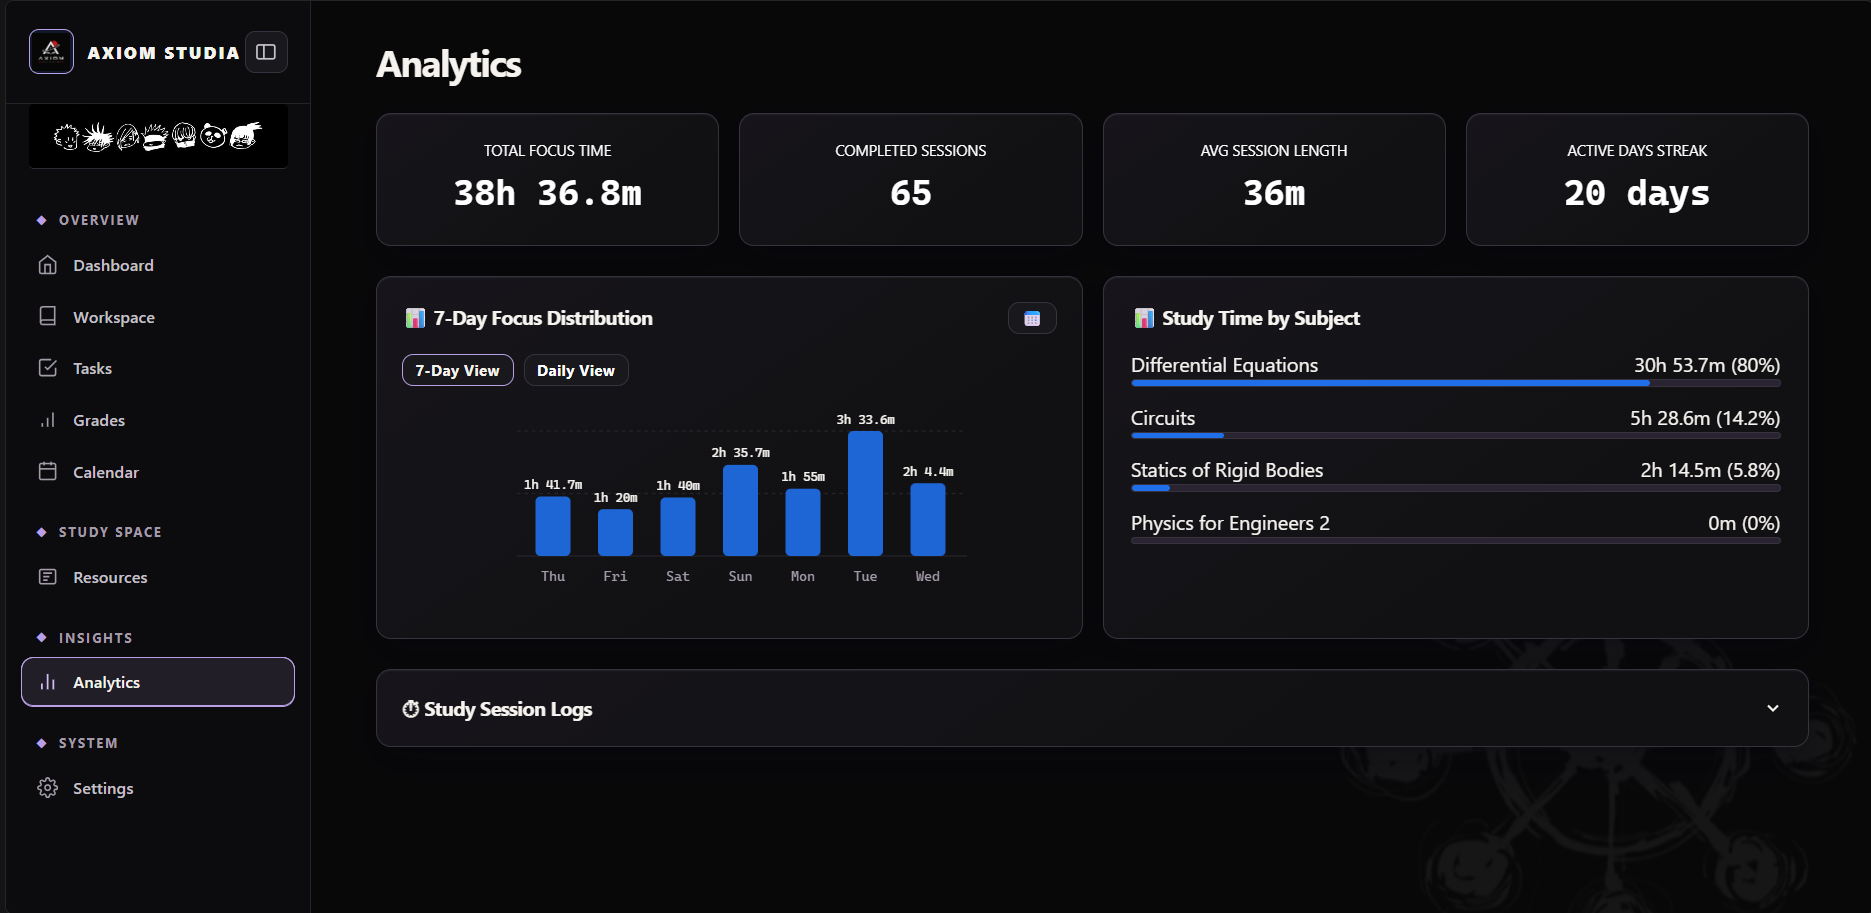 AXIOM STUDIA
AXIOM
OVERVIEW
Dashboard
Workspace
Tasks
Grades
Calendar
STUDY SPACE
Resources
INSIGHTS
Analytics
SYSTEM
Settings
Analytics
TOTAL FOCUS TIME
38h 36.8m
COMPLETED SESSIONS
65
AVG SESSION LENGTH
36m
ACTIVE DAYS STREAK
20 days
7-Day Focus Distribution
7-Day View
Daily View
1h 41.7m
1h 20m
1h 40m
2h 35.7m
1h 55m
3h 33.6m
2h 4.4m
Thu Fri Sat Sun Mon Tue Wed
Study Time by Subject
Differential Equations 30h 53.7m (80%)
Circuits 5h 28.6m (14.2%)
Statics of Rigid Bodies 2h 14.5m (5.8%)
Physics for Engineers 2 0m (0%)
Study Session Logs